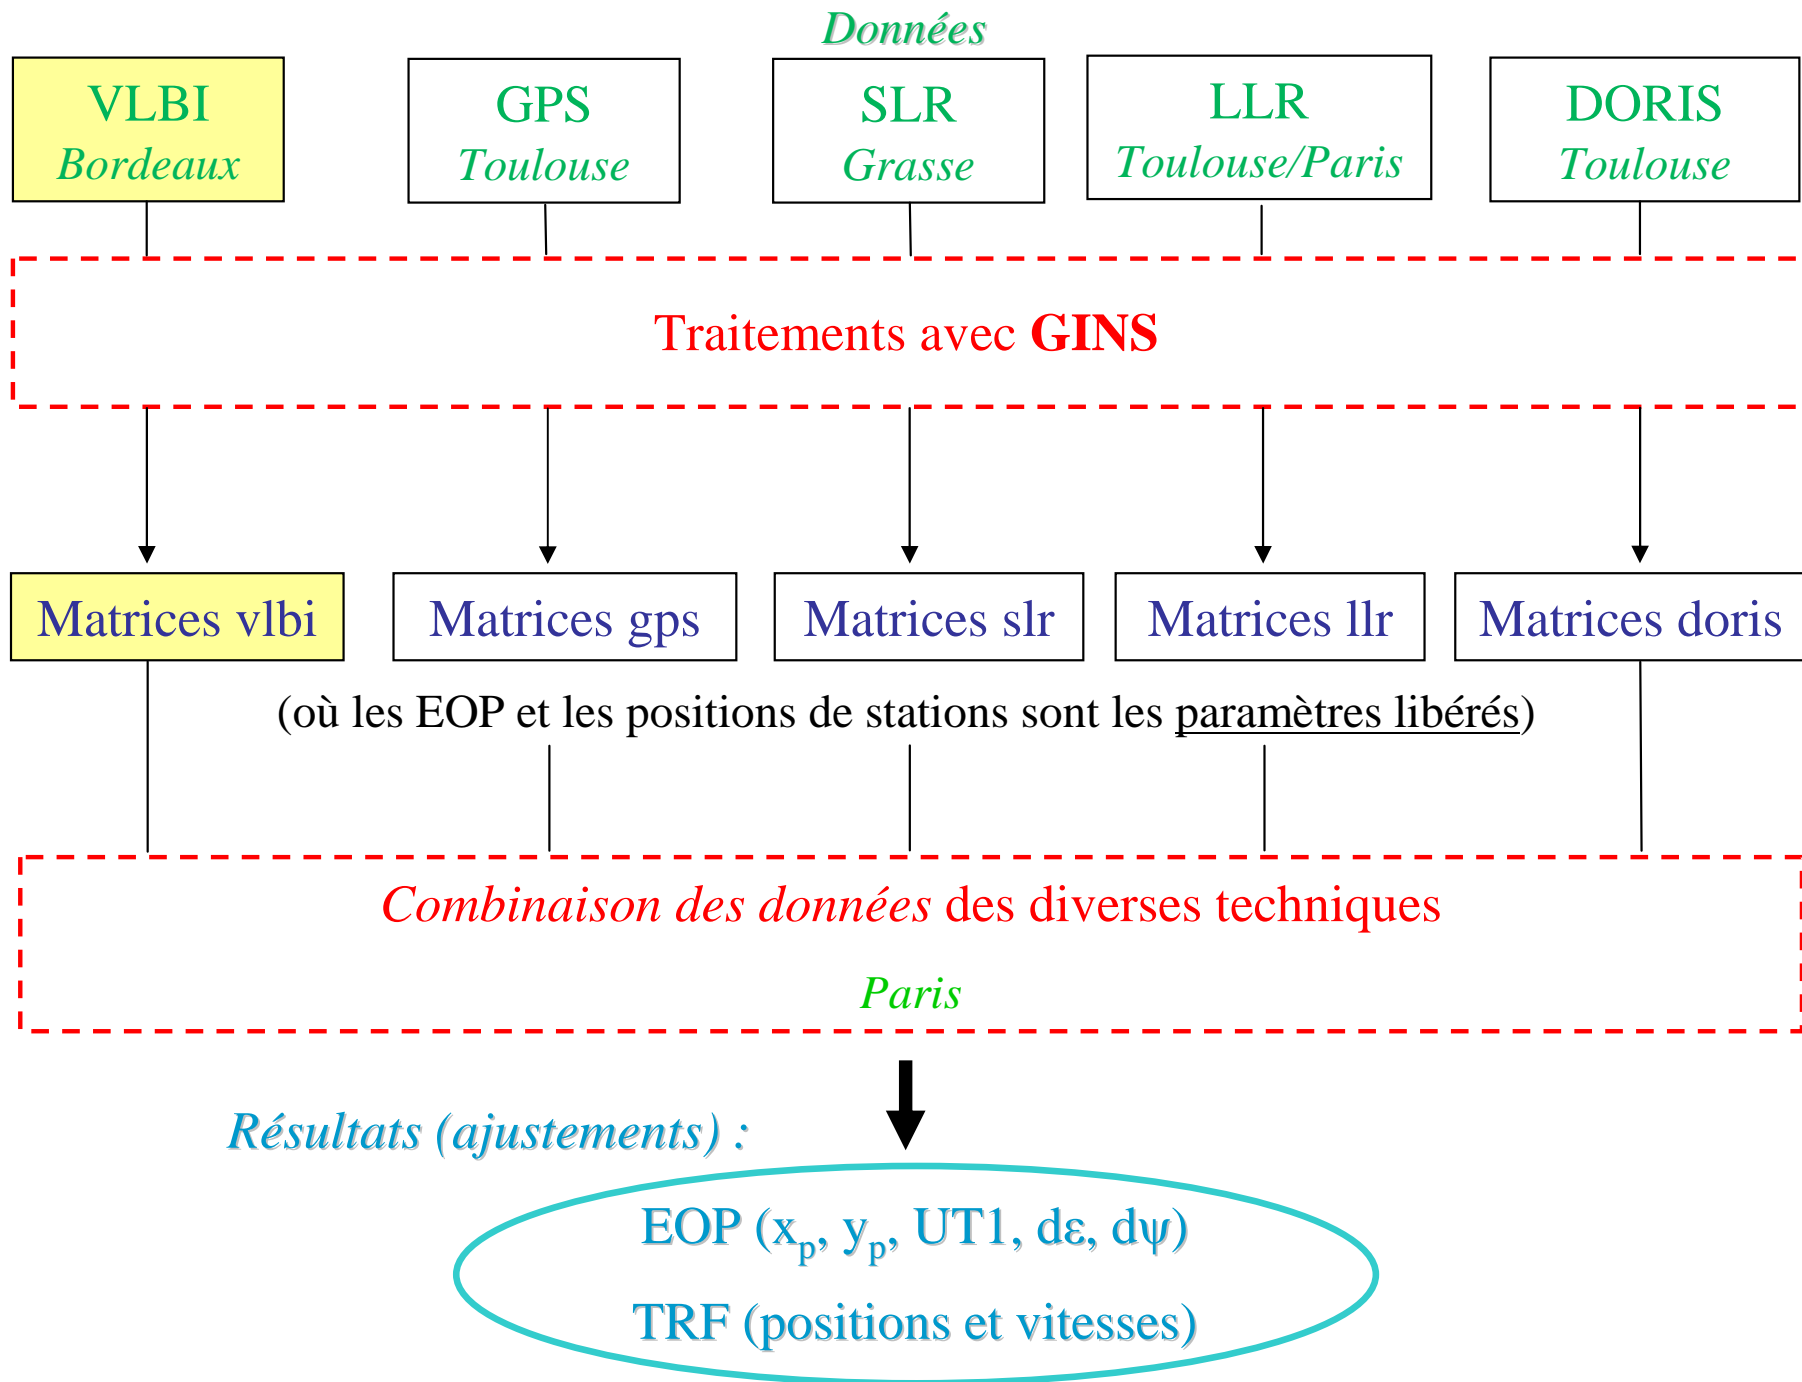 Données
VLBI
Bordeaux
GPS
Toulouse
SLR
Grasse
LLR
Toulouse/Paris
DORIS
Toulouse
Traitements avec GINS
Matrices vlbi
Matrices gps
Matrices slr
Matrices llr
Matrices doris
(où les EOP et les positions de stations sont les paramètres libérés)
Combinaison des données des diverses techniques
Paris
Résultats (ajustements) :
EOP (xp, yp, UT1, dε, dψ)
TRF (positions et vitesses)